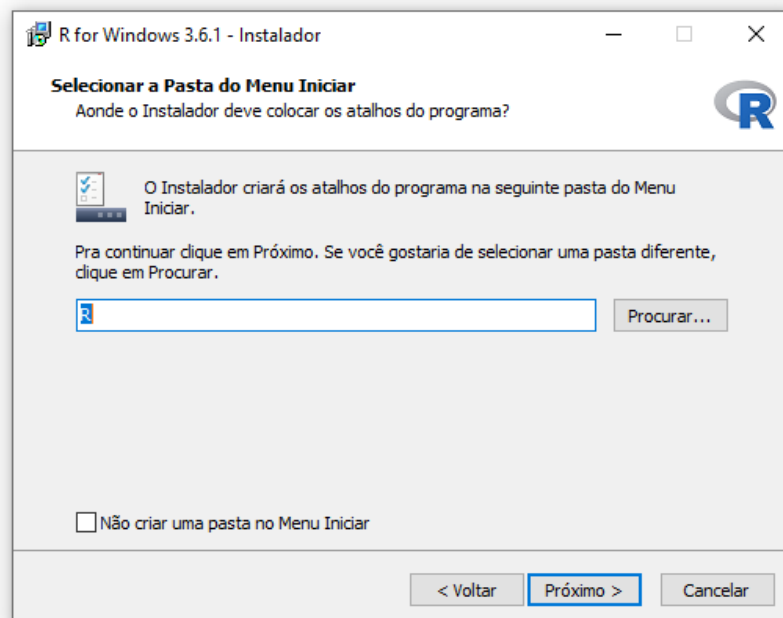 R for Windows 3.6.1 - Instalador
Selecionar a Pasta do Menu Iniciar
Aonde o Instalador deve colocar os atalhos do programa?
R
O Instalador criará os atalhos do programa na seguinte pasta do Menu
Iniciar.
Pra continuar clique em Próximo. Se você gostaria de selecionar uma pasta diferente,
clique em Procurar.
R
Procurar...
Não criar uma pasta no Menu Iniciar
< Voltar
Próximo >
Cancelar